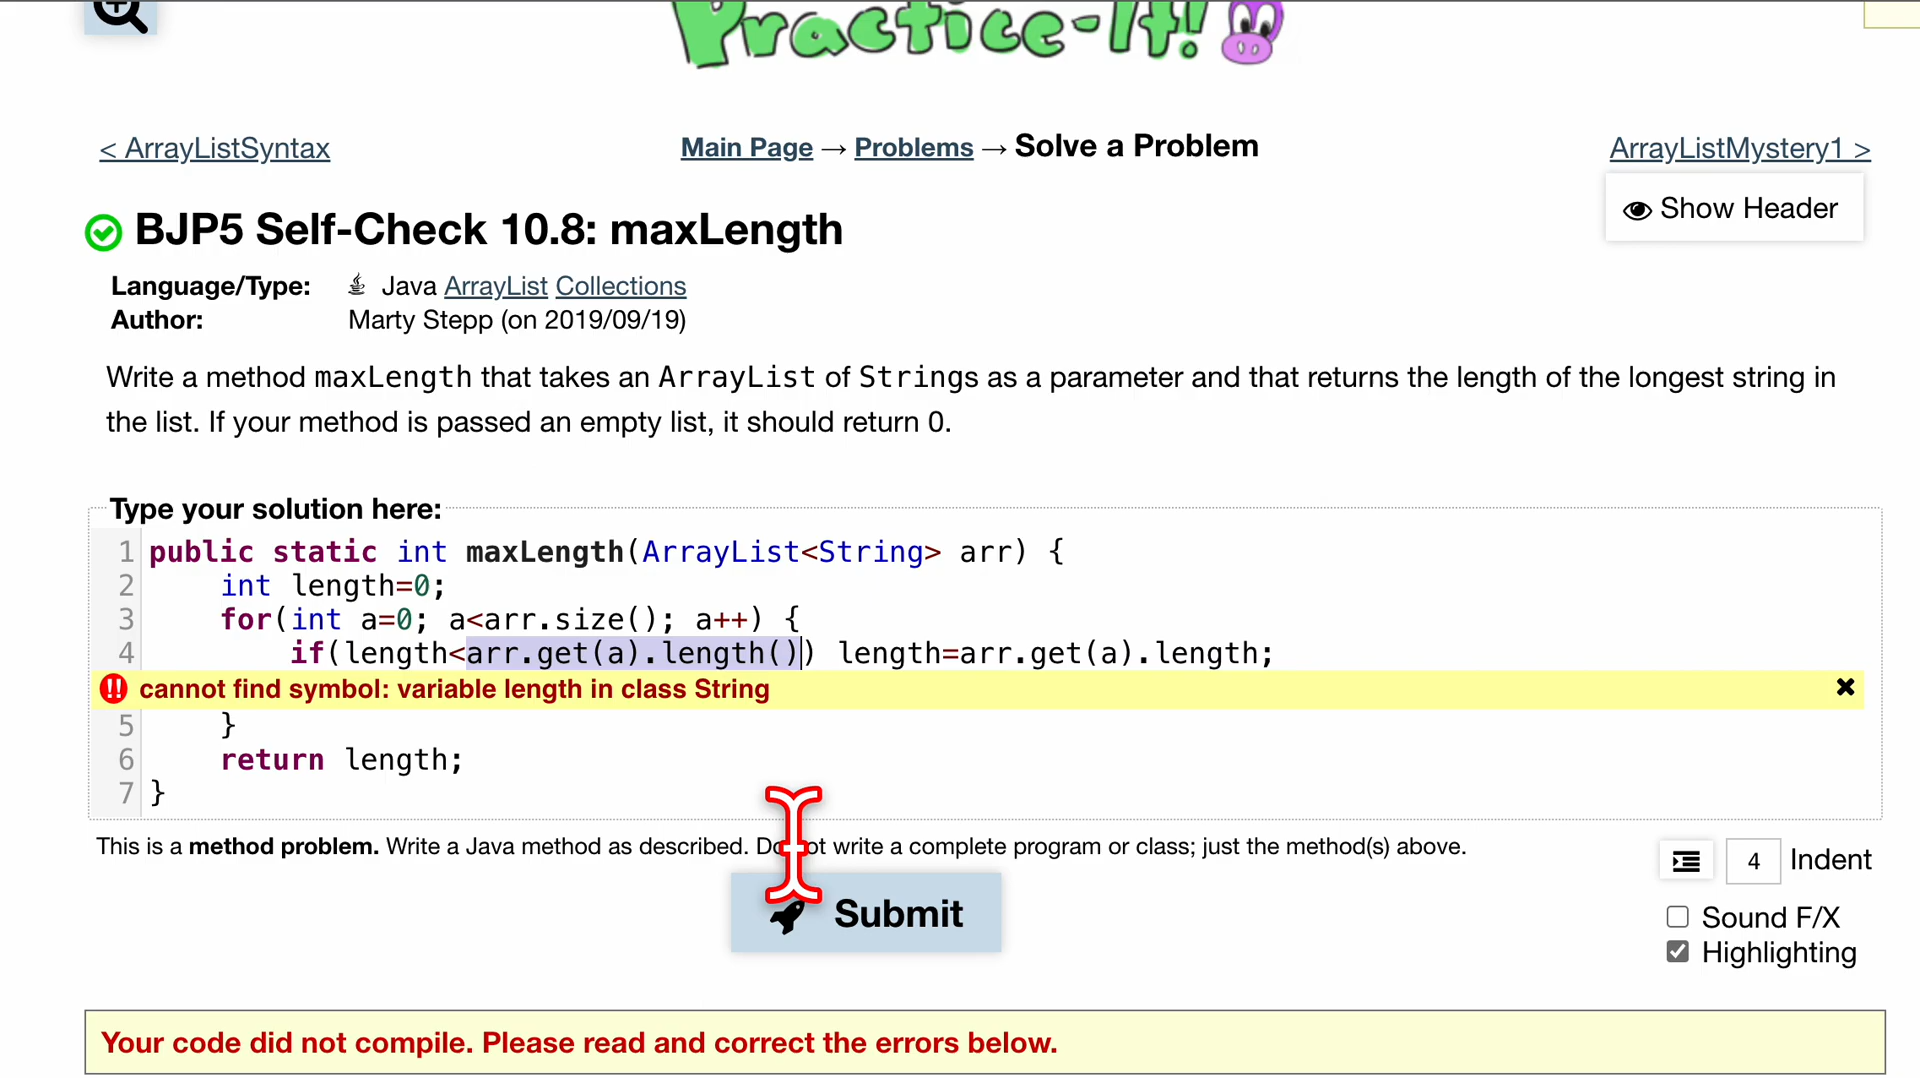 Practice-It!
< ArrayListSyntax
Main Page → Problems → Solve a Problem
ArrayListMystery1 >
Show Header
BJP5 Self-Check 10.8: maxLength
Language/Type: Java ArrayList Collections
Author: Marty Stepp (on 2019/09/19)
Write a method maxLength that takes an ArrayList of Strings as a parameter and that returns the length of the longest string in
the list. If your method is passed an empty list, it should return 0.
Type your solution here:
1 public static int maxLength(ArrayList<String> arr) {
2     int length=0;
3     for(int a=0; a<arr.size(); a++) {
4         if(length<arr.get(a).length()) length=arr.get(a).length;
!! cannot find symbol: variable length in class String ✖
5     }
6     return length;
7 }
This is a method problem. Write a Java method as described. Do not write a complete program or class; just the method(s) above.
4 Indent
Submit
Sound F/X
Highlighting
Your code did not compile. Please read and correct the errors below.